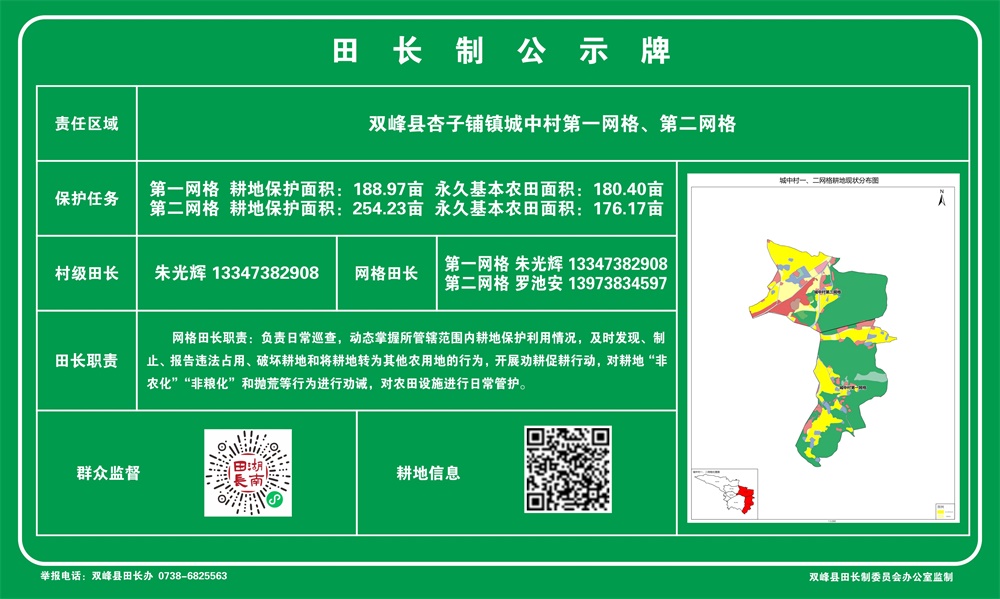 田长制公示牌
责任区域
双峰县杏子铺镇城中村第一网格、第二网格
保护任务
第一网格 耕地保护面积：188.97亩 永久基本农田面积：180.40亩
第二网格 耕地保护面积：254.23亩 永久基本农田面积：176.17亩
村级田长
朱光辉 13347382908
网格田长
第一网格 朱光辉 13347382908
第二网格 罗池安 13973834597
田长职责
网格田长职责：负责日常巡查，动态掌握所管辖范围内耕地保护利用情况，及时发现、制
止、报告违法占用、破坏耕地和将耕地转为其他农用地的行为，开展劝耕促耕行动，对耕地“非
农化”“非粮化”和抛荒等行为进行劝诫，对农田设施进行日常管护。
群众监督
湖南田長
耕地信息
城中村一、二网格耕地现状分布图
N
城中村第二网格
城中村第一网格
举报电话：双峰县田长办 0738-6825563
双峰县田长制委员会办公室监制